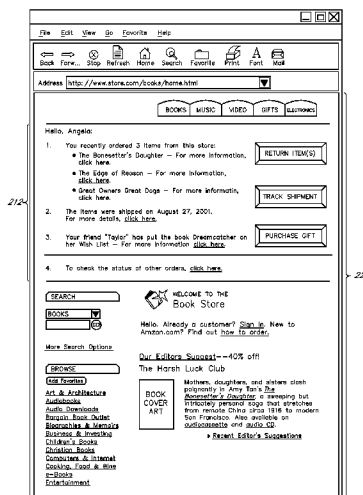 File Edit View Go Favorite Help
Back Forw... Stop Refresh Home Search Favorite Print Font Mail
Address http://www.store.com/books/home.html
BOOKS MUSIC VIDEO GIFTS ELECTRONICS
Hello, Angela:
1. You recently ordered 3 items from this store:
• The Bonesetter's Daughter — For more information, click here.
• The Edge of Reason — For more information, click here.
• Great Owners Great Dogs — For more informatin, click here.
RETURN ITEM(S)
2. The items were shipped on August 27, 2001.
For more details, click here.
TRACK SHIPMENT
3. Your friend "Taylor" has put the book Dreamcatcher on
her Wish List — For more information click here.
PURCHASE GIFT
4. To check the status of other orders, click here.
212
22
SEARCH
BOOKS
GO!
More Search Options
BROWSE
Add Favorites
Art & Architecture
Audiobooks
Audio Downloads
Bargain Book Outlet
Biographies & Memoirs
Business & Investing
Children's Books
Christian Books
Computers & Internet
Cooking, Food & Wine
e-Books
Entertainment
WELCOME TO THE
Book Store
Hello. Already a customer? Sign in. New to
Amzon.com? Find out how to order.
Our Editors Suggest--40% off!
The Harsh Luck Club
BOOK
COVER
ART
Mothers, daughters, and sisters clash
poignantly in Amy Tan's The
Bonesetter's Daughter, a sweeping but
intricately personal saga that stretches
from remote China circa 1916 to modern
San Francisco. Also available on
audiocassette and audio CD.
Recent Editor's Suggestions